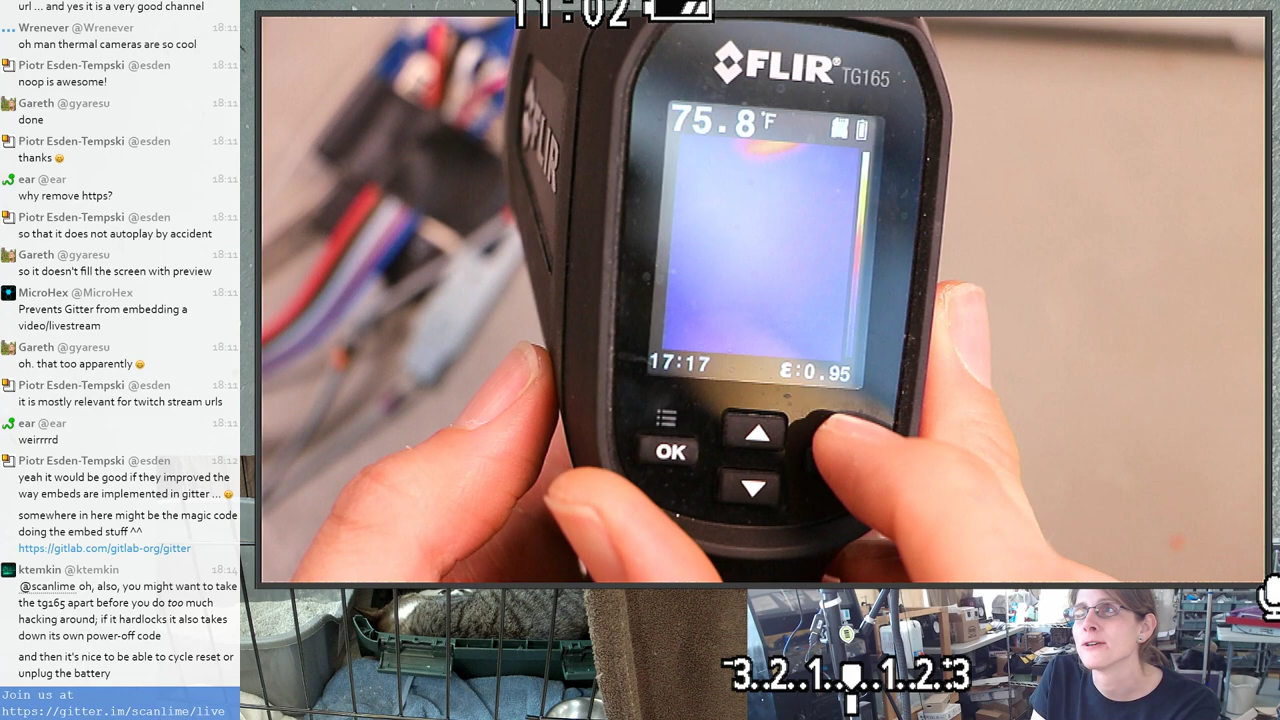 url ... and yes it is a very good channel
Wrenever @Wrenever 18:11
oh man thermal cameras are so cool
Piotr Esden-Tempski @esden 18:11
noop is awesome!
Gareth @gyaresu 18:11
done
Piotr Esden-Tempski @esden 18:11
thanks
ear @ear 18:11
why remove https?
Piotr Esden-Tempski @esden 18:11
so that it does not autoplay by accident
Gareth @gyaresu 18:11
so it doesn't fill the screen with preview
MicroHex @MicroHex 18:11
Prevents Gitter from embedding a
video/livestream
Gareth @gyaresu 18:11
oh. that too apparently
Piotr Esden-Tempski @esden 18:11
it is mostly relevant for twitch stream urls
ear @ear 18:11
weirrrrd
Piotr Esden-Tempski @esden 18:12
yeah it would be good if they improved the
way embeds are implemented in gitter ...
somewhere in here might be the magic code
doing the embed stuff ^^
https://gitlab.com/gitlab-org/gitter
ktemkin @ktemkin 18:14
@scanlime oh, also, you might want to take
the tg165 apart before you do too much
hacking around; if it hardlocks it also takes
down its own power-off code
and then it's nice to be able to cycle reset or
unplug the battery
Join us at
https://gitter.im/scanlime/live
11:02
FLIR
FLIR® TG165
75.8°F
17:17 ε:0.95
OK
-3..2..1....1..2..+3